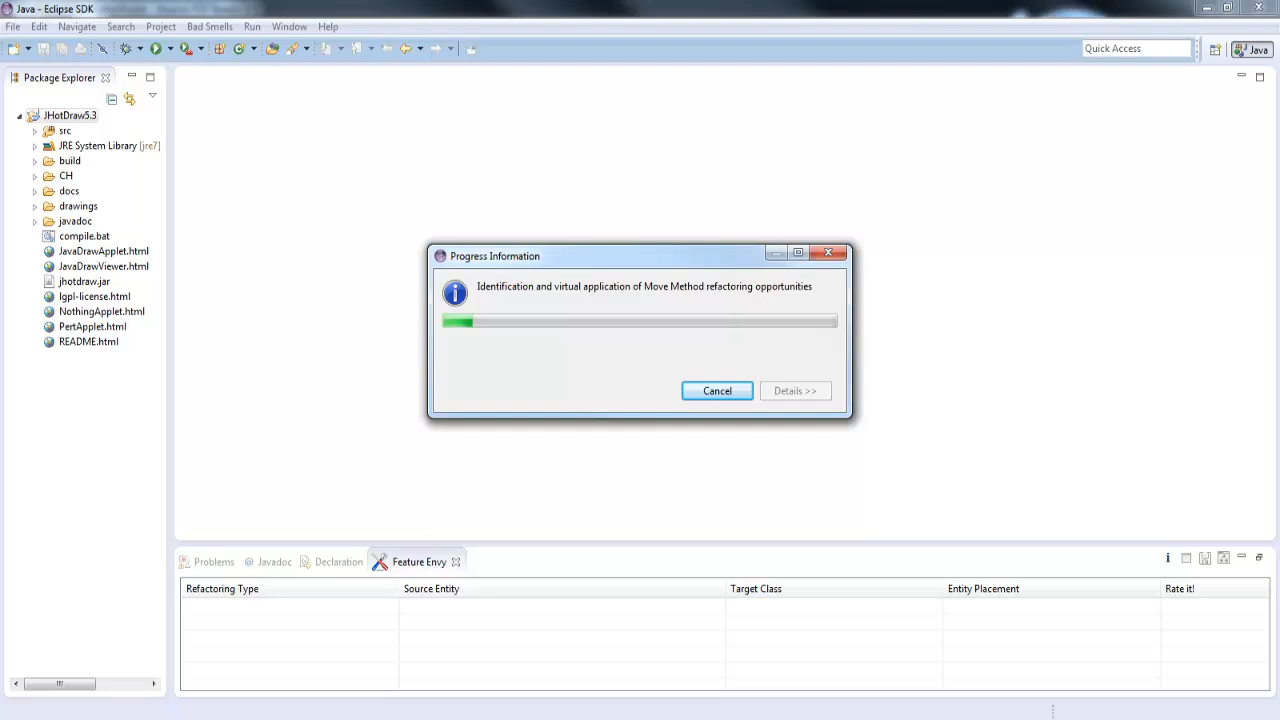 Java - Eclipse SDK
File Edit Navigate Search Project Bad Smells Run Window Help
Quick Access
Java
Package Explorer
JHotDraw5.3
src
JRE System Library [jre7]
build
CH
docs
drawings
javadoc
compile.bat
JavaDrawApplet.html
JavaDrawViewer.html
jhotdraw.jar
lgpl-license.html
NothingApplet.html
PertApplet.html
README.html
Progress Information
Identification and virtual application of Move Method refactoring opportunities
Cancel Details >>
Problems @ Javadoc Declaration Feature Envy
Refactoring Type Source Entity Target Class Entity Placement Rate it!